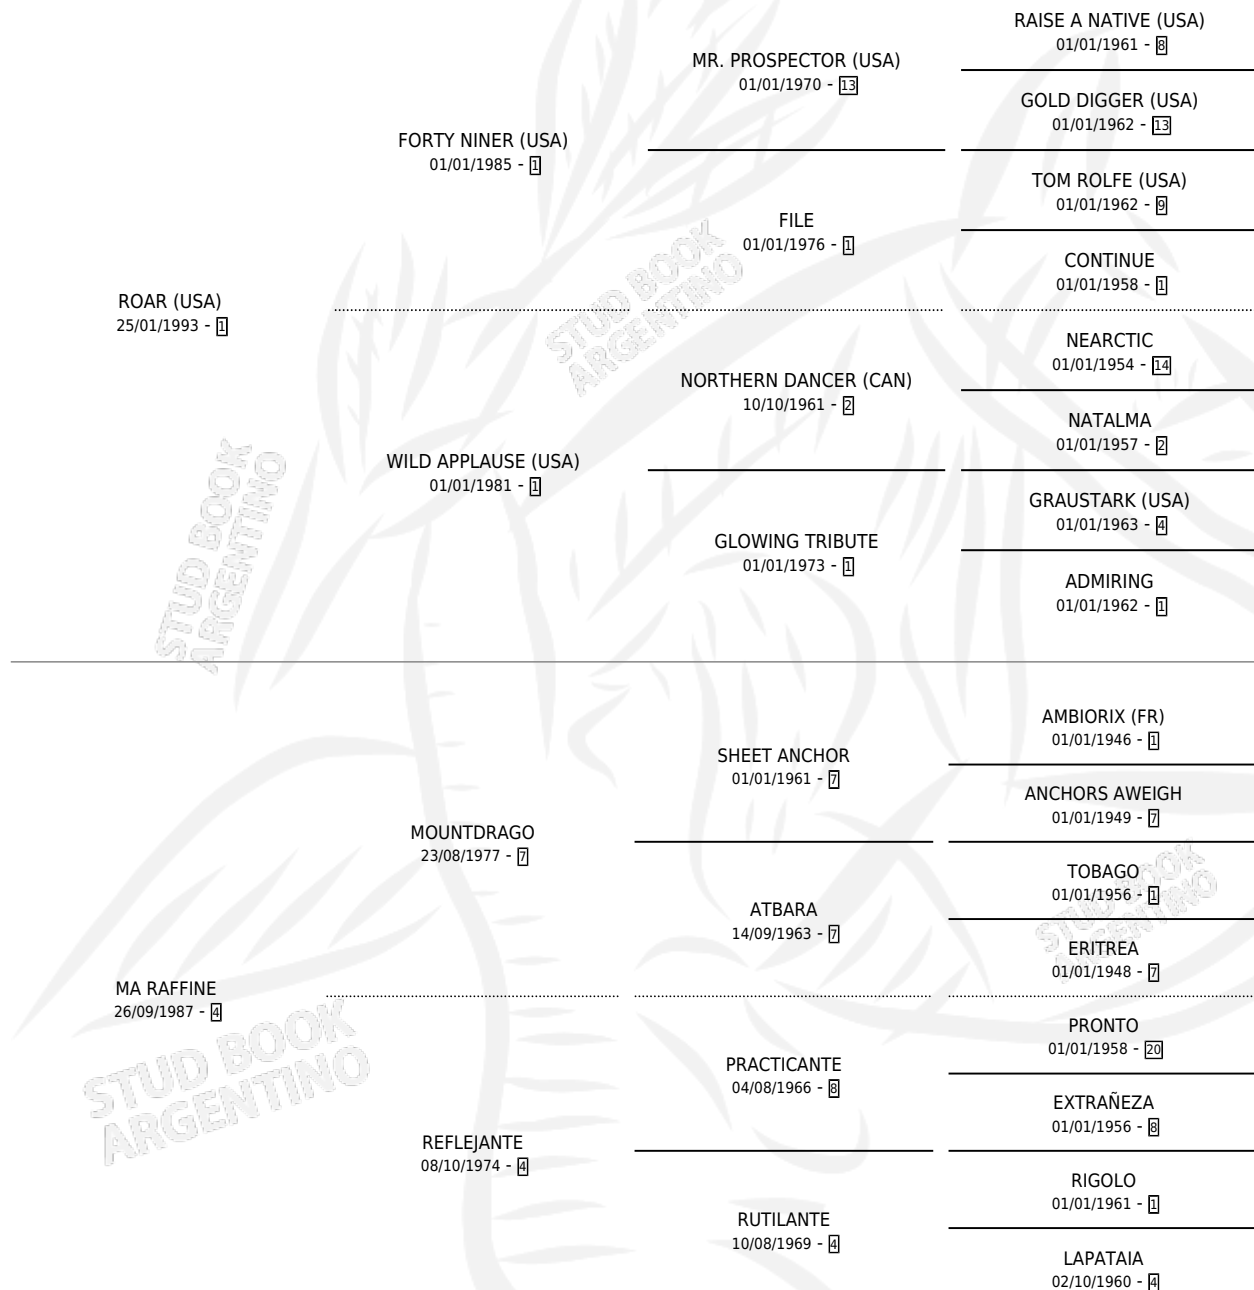 RAISE A NATIVE (USA)
01/01/1961 - 8
MR. PROSPECTOR (USA)
01/01/1970 - 13
GOLD DIGGER (USA)
01/01/1962 - 13
FORTY NINER (USA)
01/01/1985 - 1
TOM ROLFE (USA)
01/01/1962 - 9
FILE
01/01/1976 - 1
CONTINUE
01/01/1958 - 1
ROAR (USA)
25/01/1993 - 1
NEARCTIC
01/01/1954 - 14
NORTHERN DANCER (CAN)
10/10/1961 - 2
NATALMA
01/01/1957 - 2
WILD APPLAUSE (USA)
01/01/1981 - 1
GRAUSTARK (USA)
01/01/1963 - 4
GLOWING TRIBUTE
01/01/1973 - 1
ADMIRING
01/01/1962 - 1
AMBIORIX (FR)
01/01/1946 - 1
SHEET ANCHOR
01/01/1961 - 7
ANCHORS AWEIGH
01/01/1949 - 7
MOUNTDRAGO
23/08/1977 - 7
TOBAGO
01/01/1956 - 1
ATBARA
14/09/1963 - 7
ERITREA
01/01/1948 - 7
MA RAFFINE
26/09/1987 - 4
PRONTO
01/01/1958 - 20
PRACTICANTE
04/08/1966 - 8
EXTRAÑEZA
01/01/1956 - 8
REFLEJANTE
08/10/1974 - 4
RIGOLO
01/01/1961 - 1
RUTILANTE
10/08/1969 - 4
LAPATAIA
02/10/1960 - 4
STUD BOOK
ARGENTINO
STUD BOOK
ARGENTINO
STUD BOOK
ARGENTINO
STUD BOOK
ARGENTINO